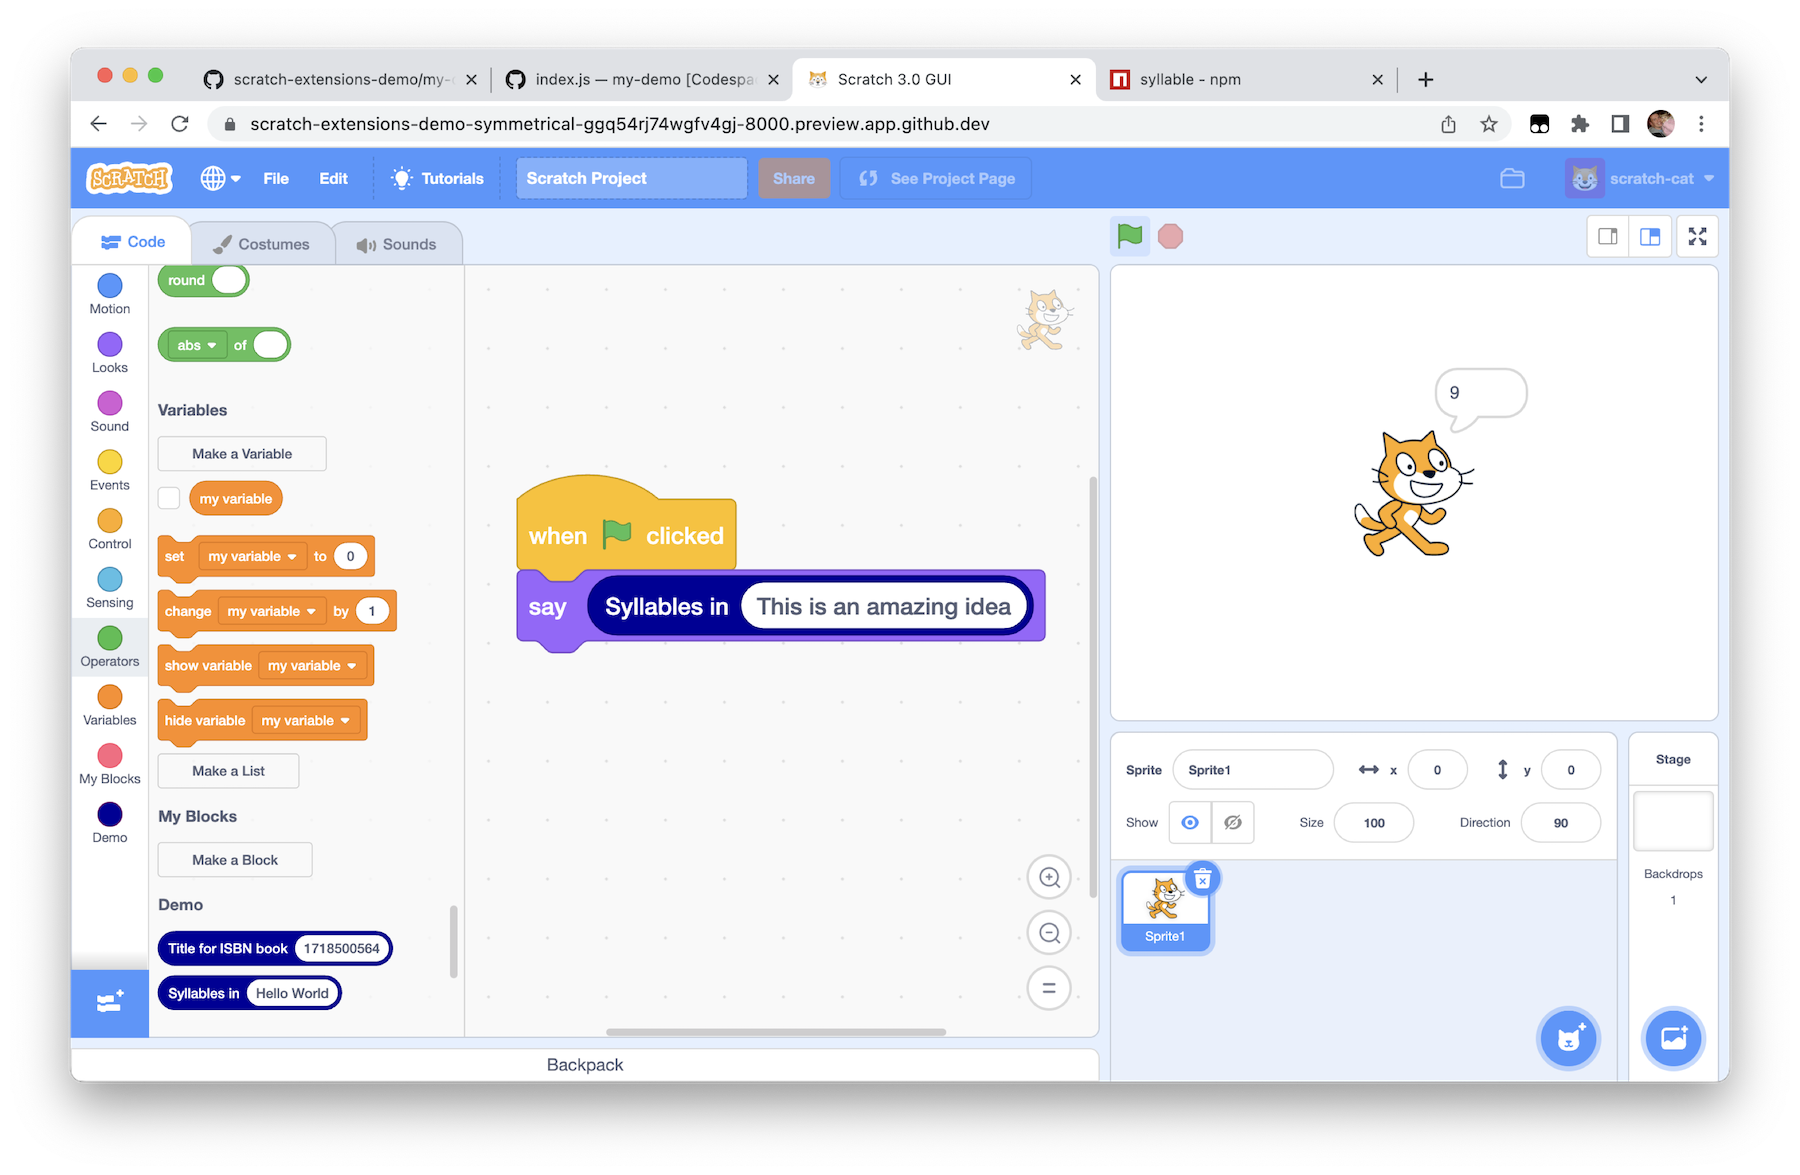 scratch-extensions-demo/my-
index.js — my-demo [Codespa
Scratch 3.0 GUI
syllable - npm
scratch-extensions-demo-symmetrical-ggq54rj74wgfv4gj-8000.preview.app.github.dev
SCRATCH
File
Edit
Tutorials
Scratch Project
Share
See Project Page
scratch-cat
Code
Costumes
Sounds
Motion
Looks
Sound
Events
Control
Sensing
Operators
Variables
My Blocks
Demo
round
abs of
Variables
Make a Variable
my variable
set my variable to 0
change my variable by 1
show variable my variable
hide variable my variable
Make a List
My Blocks
Make a Block
Demo
Title for ISBN book 1718500564
Syllables in Hello World
when clicked
say Syllables in This is an amazing idea
Backpack
9
Sprite Sprite1 x 0 y 0
Show Size 100 Direction 90
Sprite1
Stage
Backdrops
1